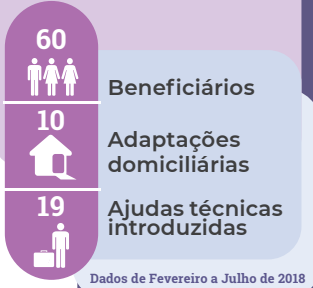 60
Beneficiários
10
Adaptações
domiciliárias
19
Ajudas técnicas
introduzidas
Dados de Fevereiro a Julho de 2018